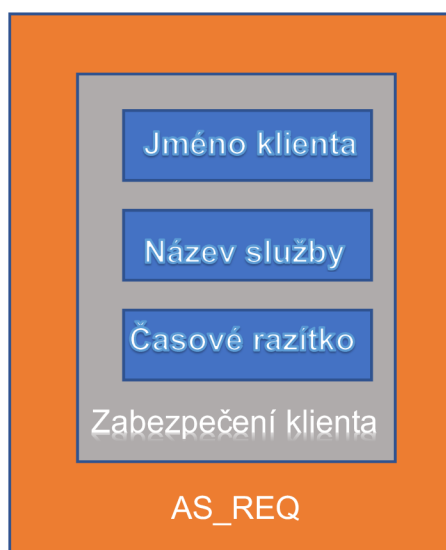 Jméno klienta
Název služby
Časové razítko
Zabezpečení klienta
AS_REQ